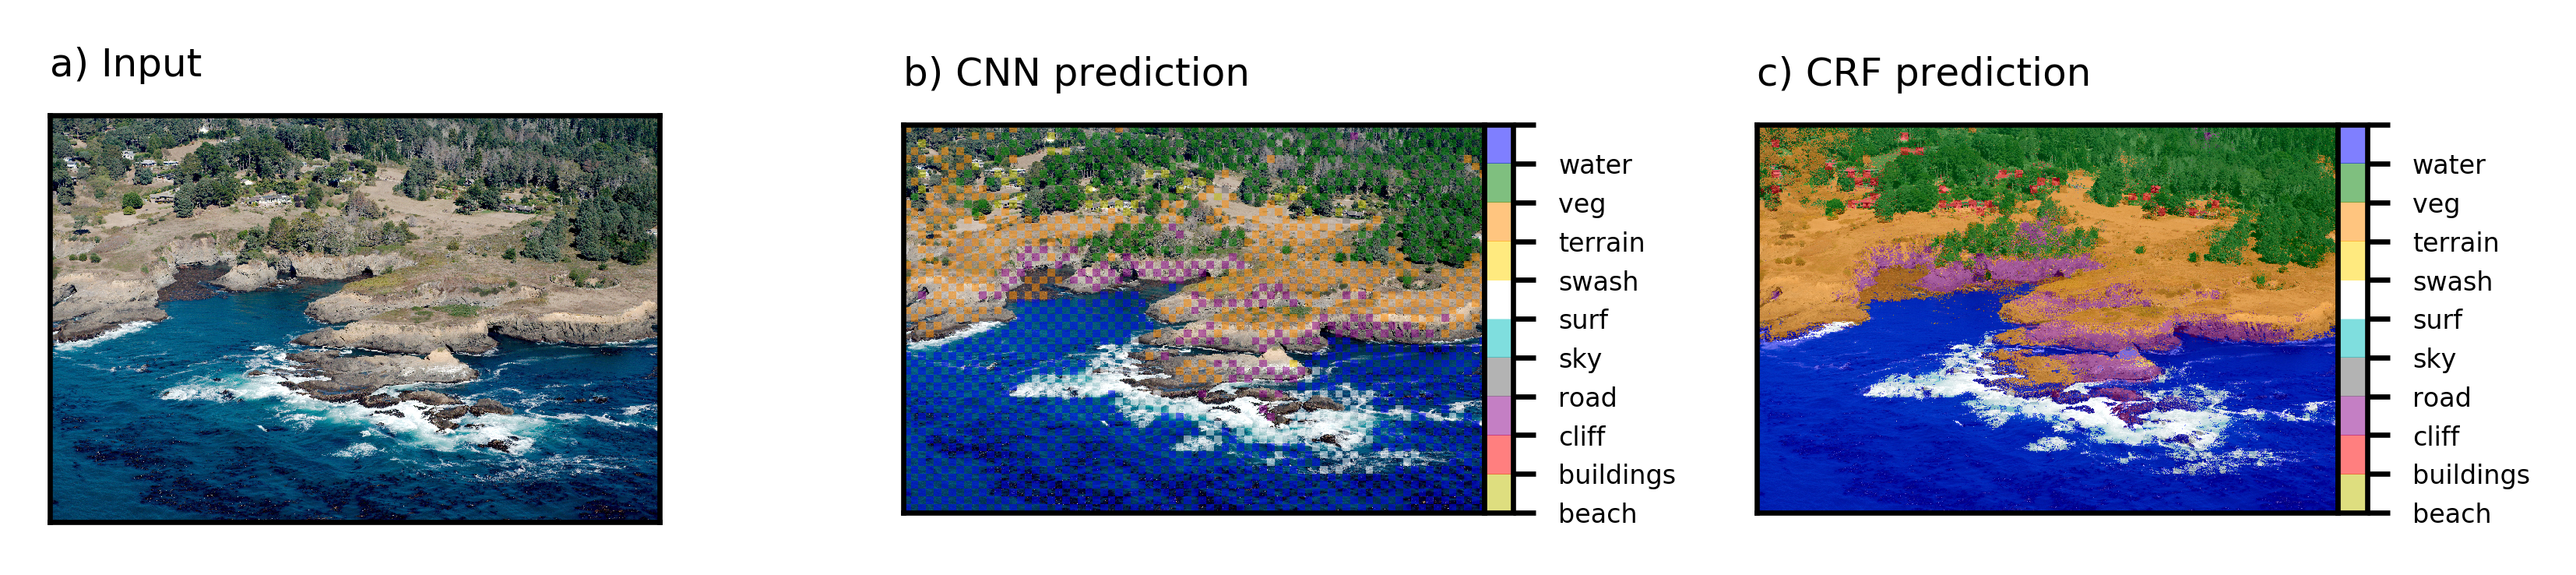 a) Input
b) CNN prediction
water
veg
terrain
swash
surf
sky
road
cliff
buildings
beach
c) CRF prediction
water
veg
terrain
swash
surf
sky
road
cliff
buildings
beach